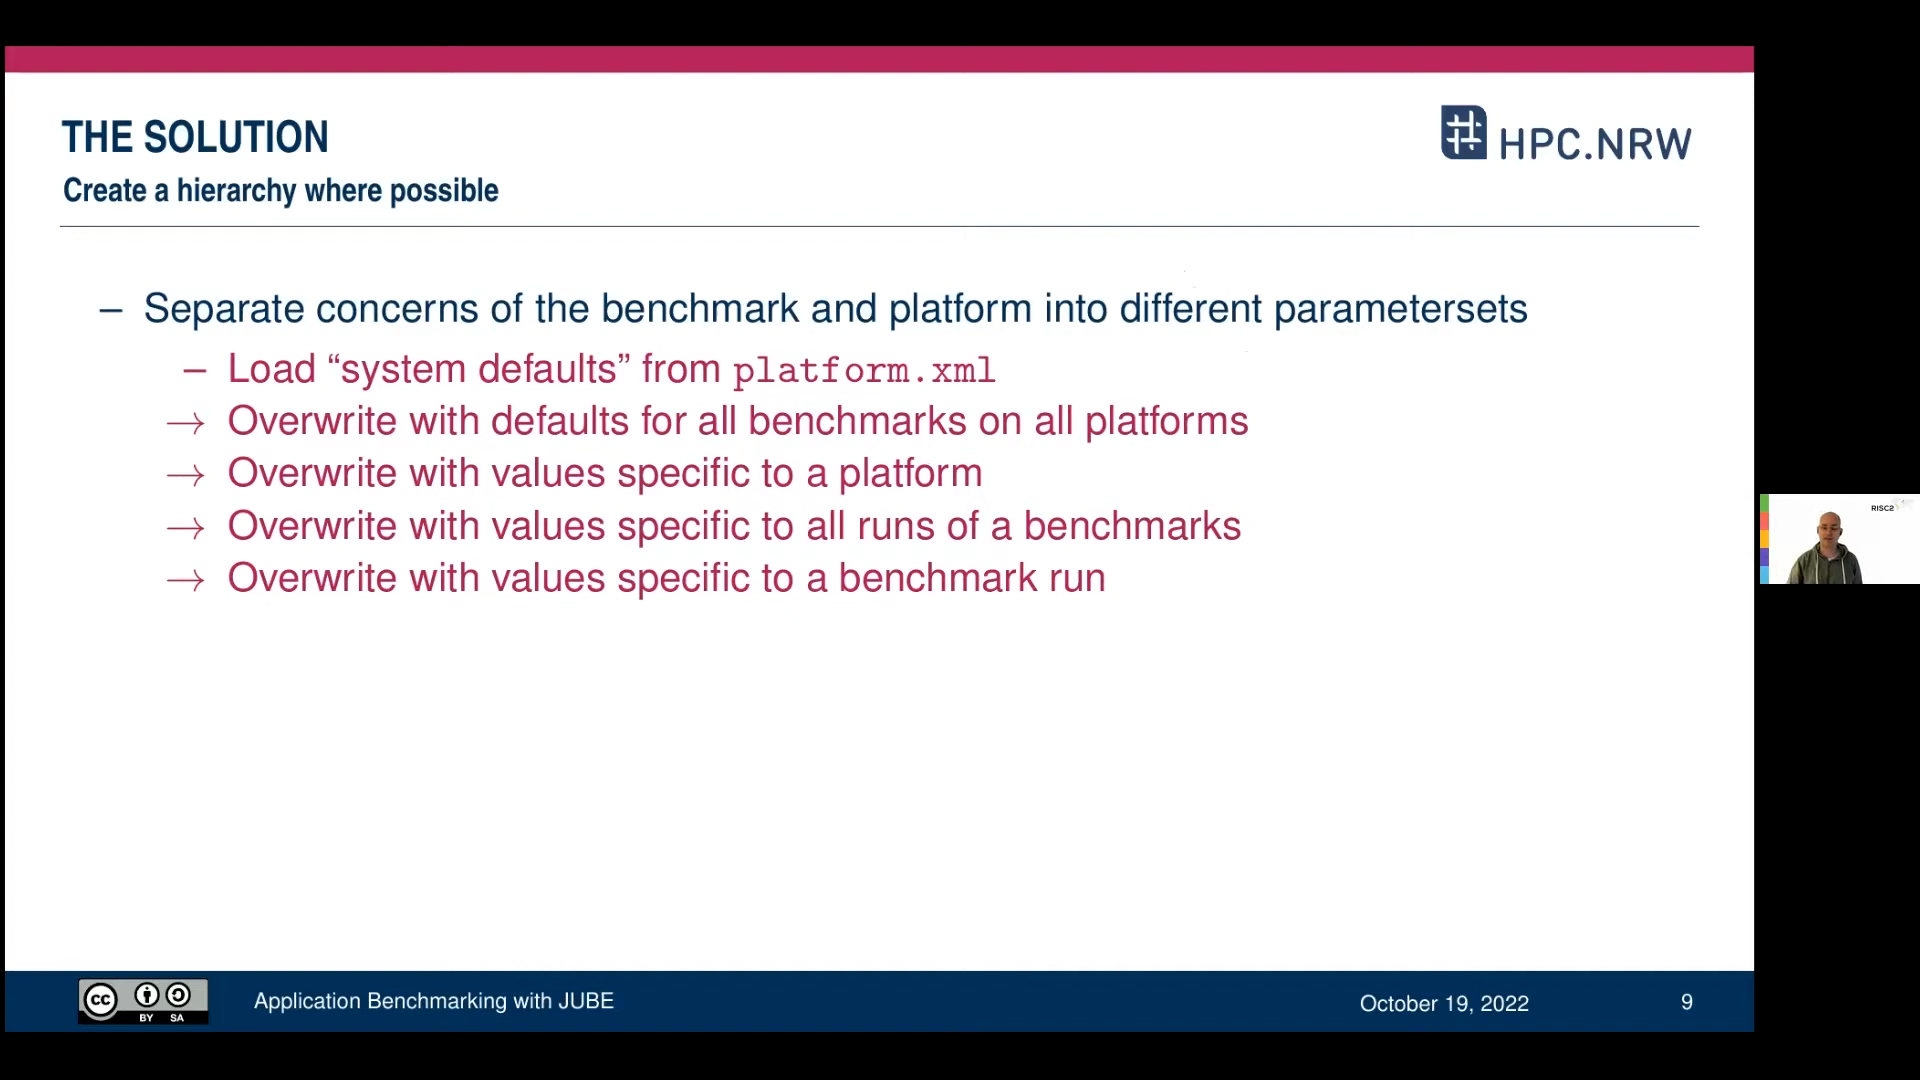 THE SOLUTION
HPC.NRW
Create a hierarchy where possible
– Separate concerns of the benchmark and platform into different parametersets
– Load “system defaults” from platform.xml
→ Overwrite with defaults for all benchmarks on all platforms
→ Overwrite with values specific to a platform
→ Overwrite with values specific to all runs of a benchmarks
→ Overwrite with values specific to a benchmark run
RISC2
cc BY SA
Application Benchmarking with JUBE
October 19, 2022
9